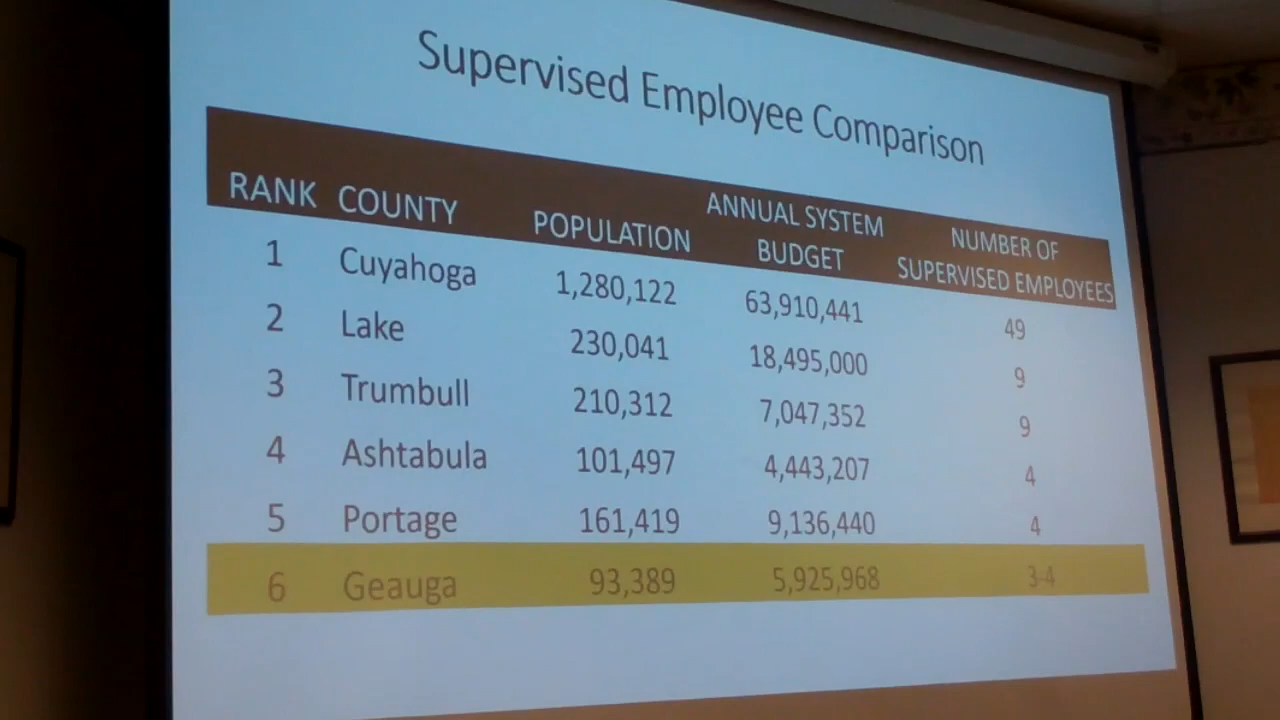 Supervised Employee Comparison
RANK COUNTY POPULATION ANNUAL SYSTEM BUDGET NUMBER OF SUPERVISED EMPLOYEES
1 Cuyahoga 1,280,122 63,910,441 49
2 Lake 230,041 18,495,000 9
3 Trumbull 210,312 7,047,352 9
4 Ashtabula 101,497 4,443,207 4
5 Portage 161,419 9,136,440 4
6 Geauga 93,389 5,925,968 3-4